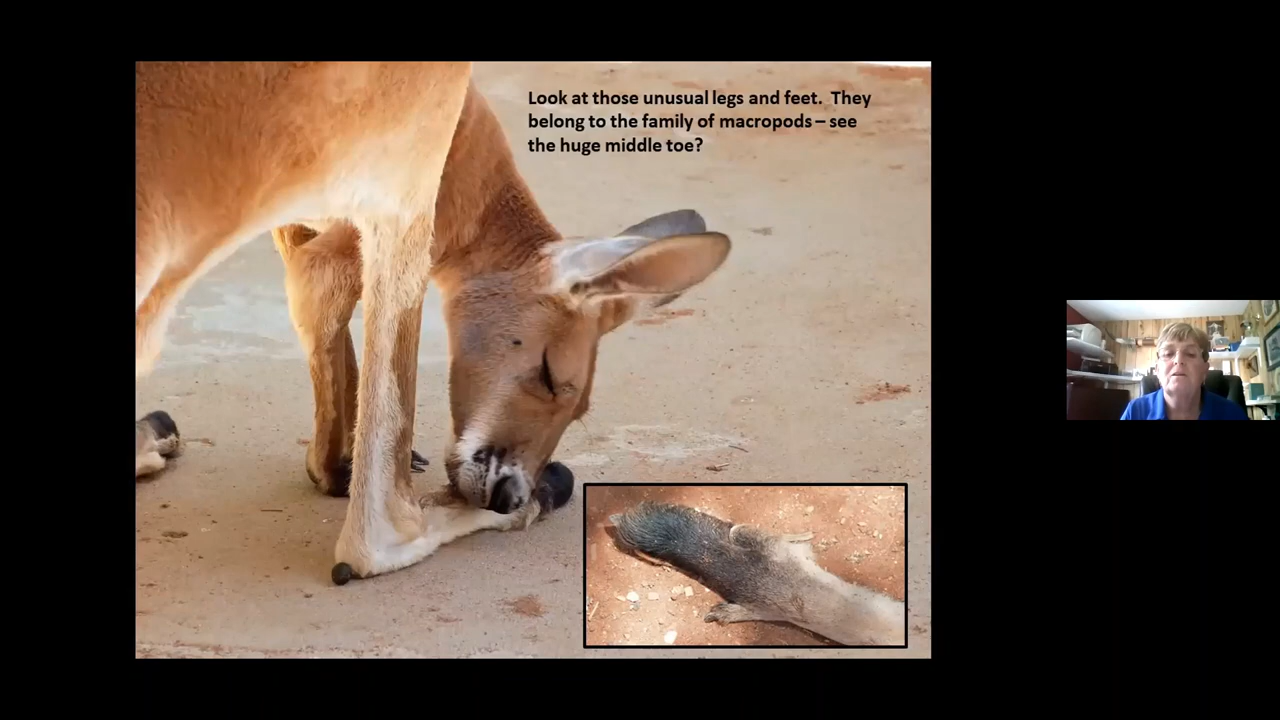 Look at those unusual legs and feet.  They
belong to the family of macropods – see
the huge middle toe?